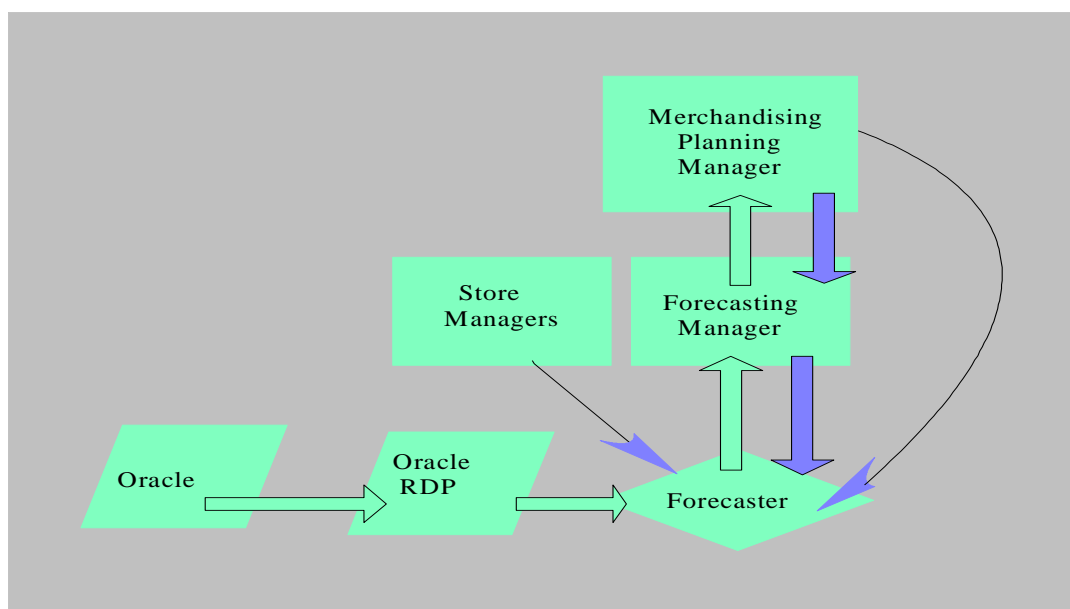 Merchandising
Planning
Manager
Store
Managers
Forecasting
Manager
Oracle
Oracle
RDP
Forecaster